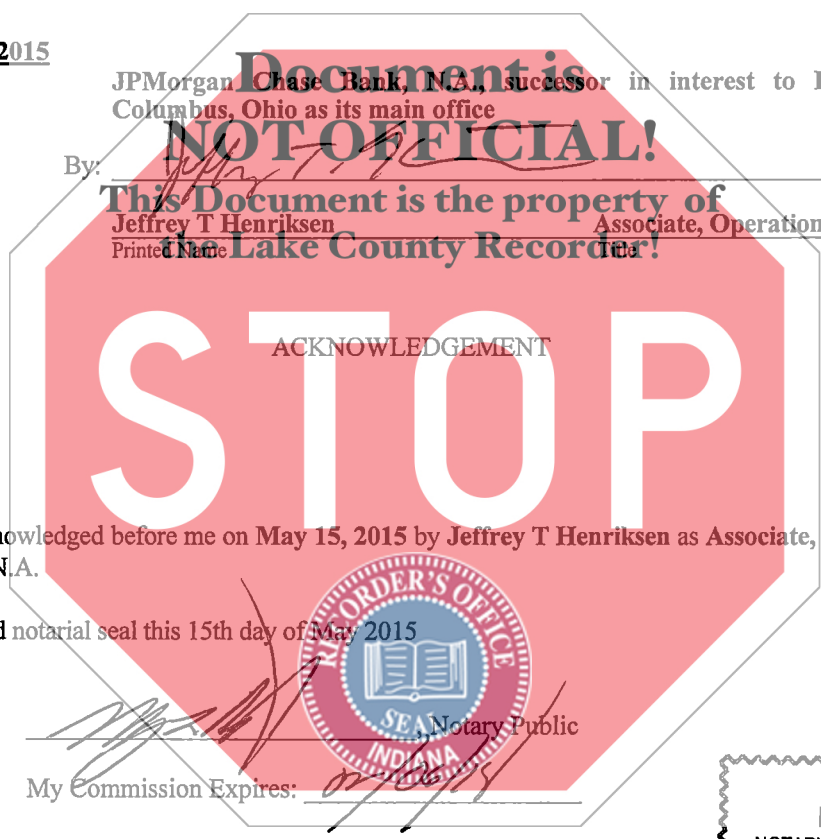 2015
Document is
JPMorgan Chase Bank, N.A., successor in interest to
Columbus, Ohio as its main office
NOT OFFICIAL!
By:
This Document is the property of
Jeffrey T Henriksen Associate, Operation
the Lake County Recorder!
Printed Name Title
STOP
ACKNOWLEDGEMENT
owledged before me on May 15, 2015 by Jeffrey T Henriksen as Associate,
N.A.
d notarial seal this 15th day of May 2015
RECORDER'S OFFICE
SEAL
INDIANA
, Notary Public
My Commission Expires:
NOTARY